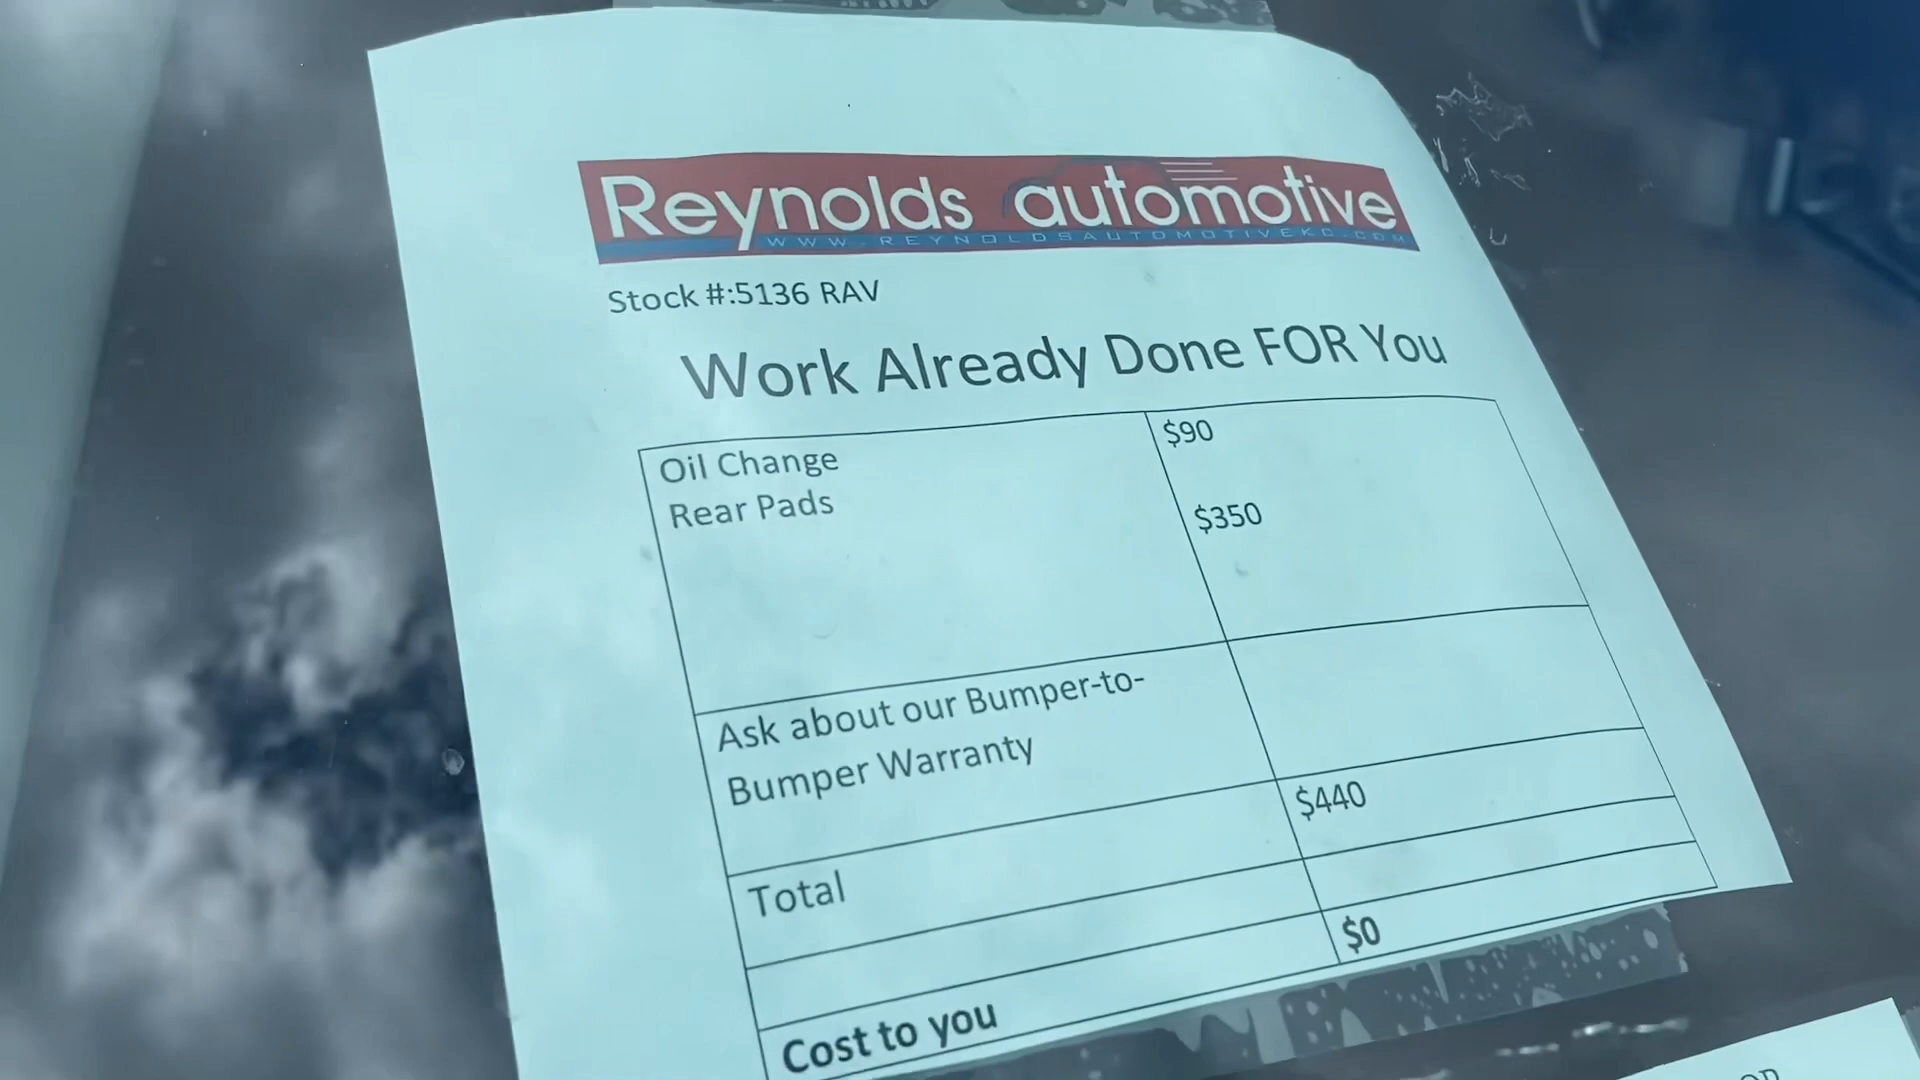 Reynolds automotive
WWW.REYNOLDSAUTOMOTIVEKC.COM
Stock #:5136 RAV
Work Already Done FOR You
Oil Change $90
Rear Pads $350
Ask about our Bumper-to-
Bumper Warranty
Total $440
Cost to you $0